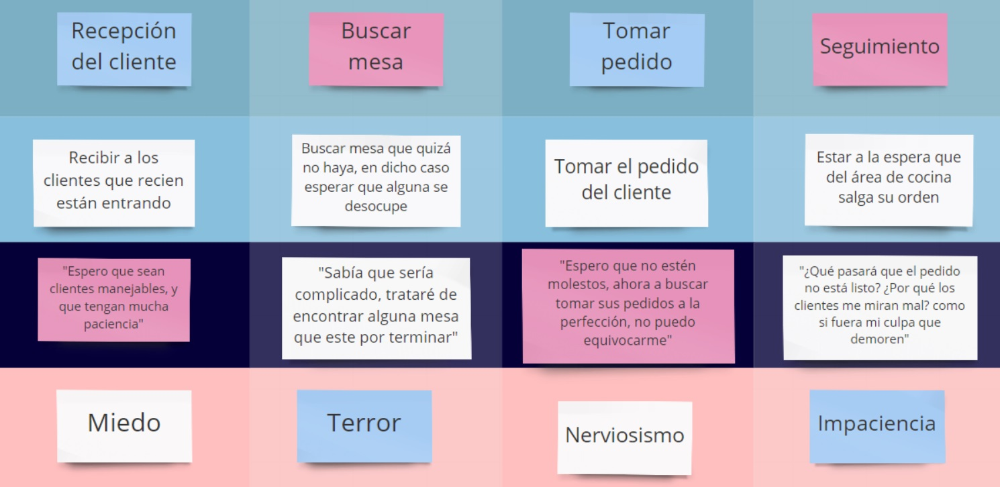 Recepción
del cliente
Buscar
mesa
Tomar
pedido
Seguimiento
Recibir a los
clientes que recien
están entrando
Buscar mesa que quizá
no haya, en dicho caso
esperar que alguna se
desocupe
Tomar el pedido
del cliente
Estar a la espera que
del área de cocina
salga su orden
"Espero que sean
clientes manejables, y
que tengan mucha
paciencia"
"Sabía que sería
complicado, trataré de
encontrar alguna mesa
que este por terminar"
"Espero que no estén
molestos, ahora a buscar
tomar sus pedidos a la
perfección, no puedo
equivocarme"
"¿Qué pasará que el pedido
no está listo? ¿Por qué los
clientes me miran mal? como
si fuera mi culpa que
demoren"
Miedo
Terror
Nerviosismo
Impaciencia